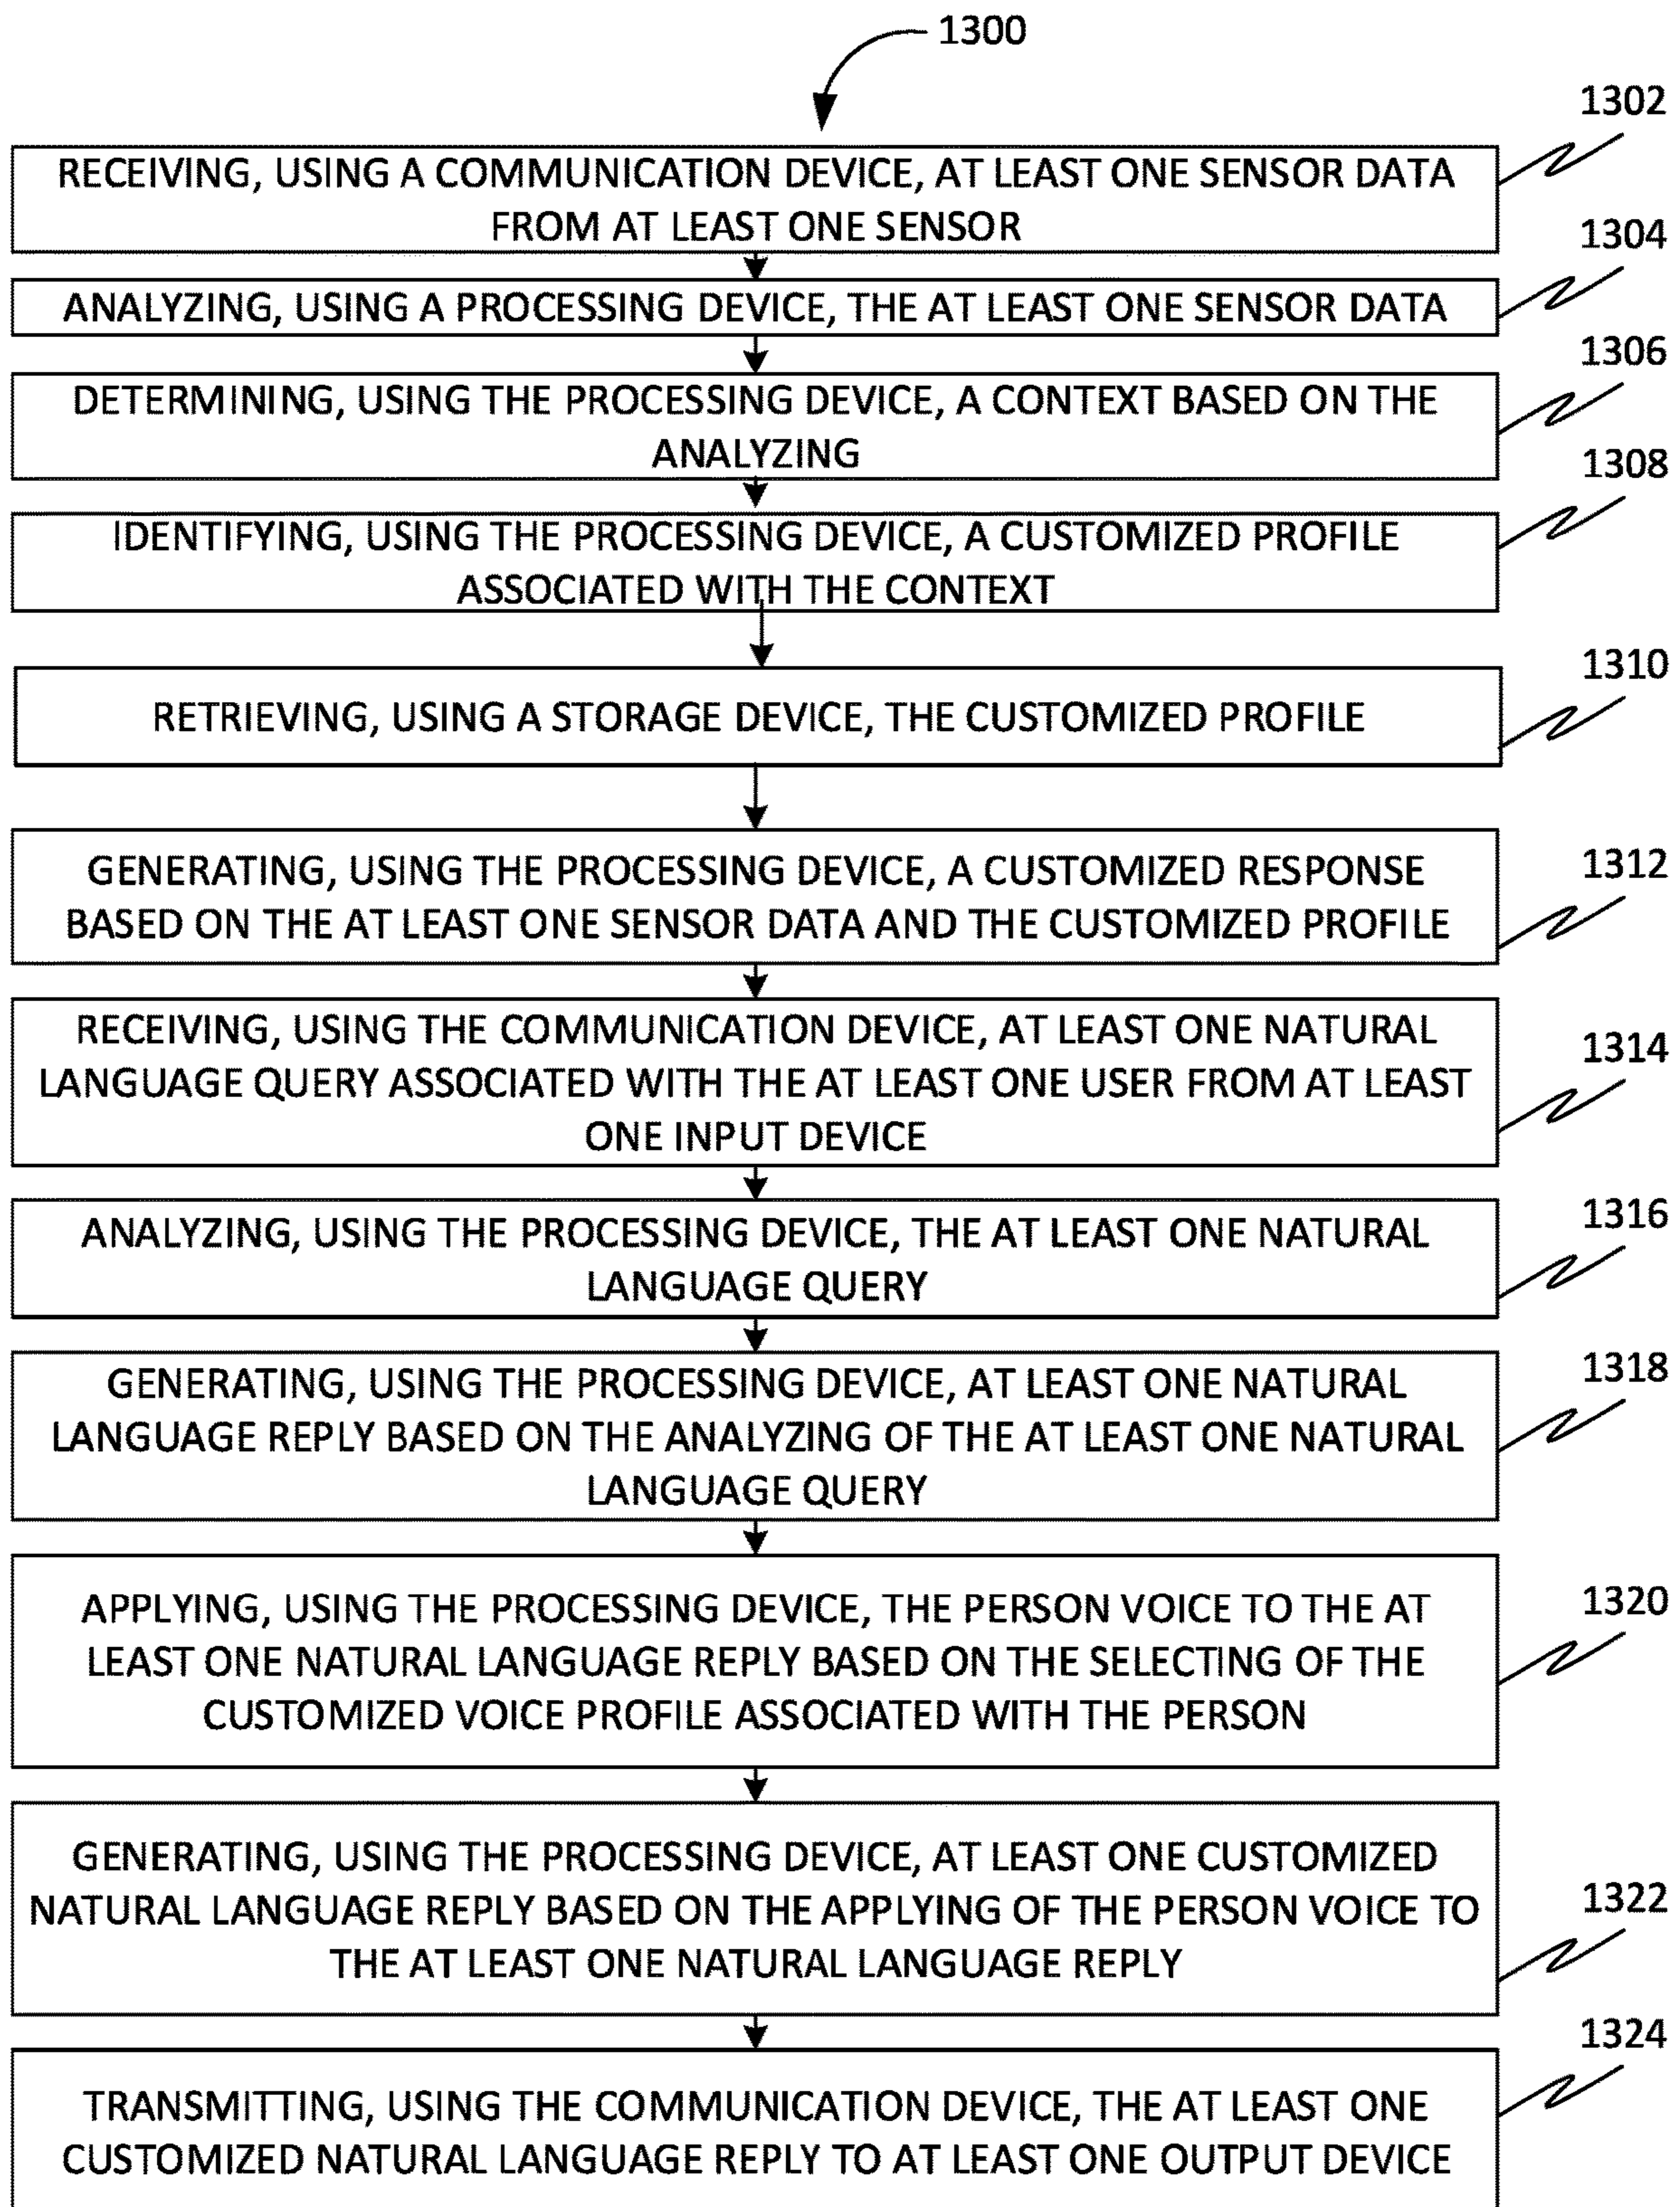 1300
1302
RECEIVING, USING A COMMUNICATION DEVICE, AT LEAST ONE SENSOR DATA
FROM AT LEAST ONE SENSOR
1304
ANALYZING, USING A PROCESSING DEVICE, THE AT LEAST ONE SENSOR DATA
1306
DETERMINING, USING THE PROCESSING DEVICE, A CONTEXT BASED ON THE
ANALYZING
1308
IDENTIFYING, USING THE PROCESSING DEVICE, A CUSTOMIZED PROFILE
ASSOCIATED WITH THE CONTEXT
1310
RETRIEVING, USING A STORAGE DEVICE, THE CUSTOMIZED PROFILE
1312
GENERATING, USING THE PROCESSING DEVICE, A CUSTOMIZED RESPONSE
BASED ON THE AT LEAST ONE SENSOR DATA AND THE CUSTOMIZED PROFILE
1314
RECEIVING, USING THE COMMUNICATION DEVICE, AT LEAST ONE NATURAL
LANGUAGE QUERY ASSOCIATED WITH THE AT LEAST ONE USER FROM AT LEAST
ONE INPUT DEVICE
1316
ANALYZING, USING THE PROCESSING DEVICE, THE AT LEAST ONE NATURAL
LANGUAGE QUERY
1318
GENERATING, USING THE PROCESSING DEVICE, AT LEAST ONE NATURAL
LANGUAGE REPLY BASED ON THE ANALYZING OF THE AT LEAST ONE NATURAL
LANGUAGE QUERY
1320
APPLYING, USING THE PROCESSING DEVICE, THE PERSON VOICE TO THE AT
LEAST ONE NATURAL LANGUAGE REPLY BASED ON THE SELECTING OF THE
CUSTOMIZED VOICE PROFILE ASSOCIATED WITH THE PERSON
1322
GENERATING, USING THE PROCESSING DEVICE, AT LEAST ONE CUSTOMIZED
NATURAL LANGUAGE REPLY BASED ON THE APPLYING OF THE PERSON VOICE TO
THE AT LEAST ONE NATURAL LANGUAGE REPLY
1324
TRANSMITTING, USING THE COMMUNICATION DEVICE, THE AT LEAST ONE
CUSTOMIZED NATURAL LANGUAGE REPLY TO AT LEAST ONE OUTPUT DEVICE